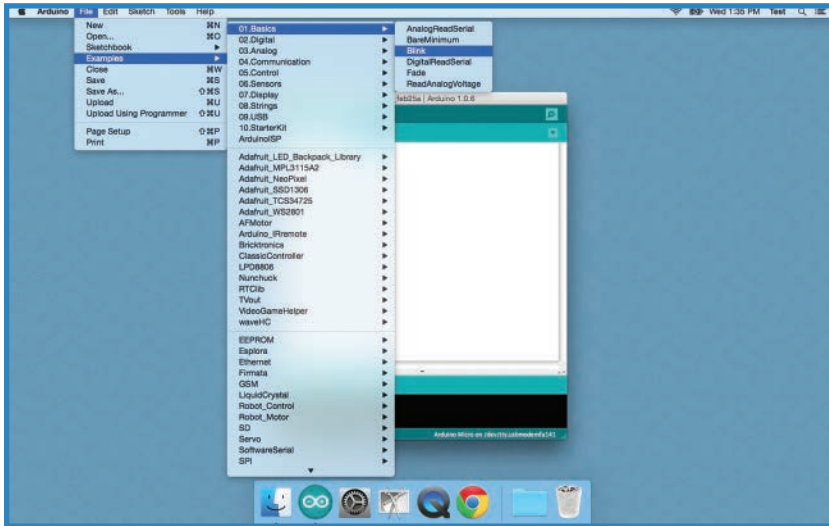 Arduino File Edit Sketch Tools Help Wed 1:35 PM Test
New ⌘N
Open... ⌘O
Sketchbook
Examples
Close ⌘W
Save ⌘S
Save As... ⇧⌘S
Upload ⌘U
Upload Using Programmer ⇧⌘U
Page Setup ⇧⌘P
Print ⌘P
01.Basics
02.Digital
03.Analog
04.Communication
05.Control
06.Sensors
07.Display
08.Strings
09.USB
10.StarterKit
ArduinoISP
Adafruit_LED_Backpack_Library
Adafruit_MPL3115A2
Adafruit_NeoPixel
Adafruit_SSD1306
Adafruit_TCS34725
Adafruit_WS2801
AFMotor
Arduino_IRremote
Bricktronics
ClassicController
LPD8806
Nunchuck
RTClib
TVout
VideoGameHelper
waveHC
EEPROM
Esplora
Ethernet
Firmata
GSM
LiquidCrystal
Robot_Control
Robot_Motor
SD
Servo
SoftwareSerial
SPI
AnalogReadSerial
BareMinimum
Blink
DigitalReadSerial
Fade
ReadAnalogVoltage
feb25a | Arduino 1.0.6
Arduino Micro on